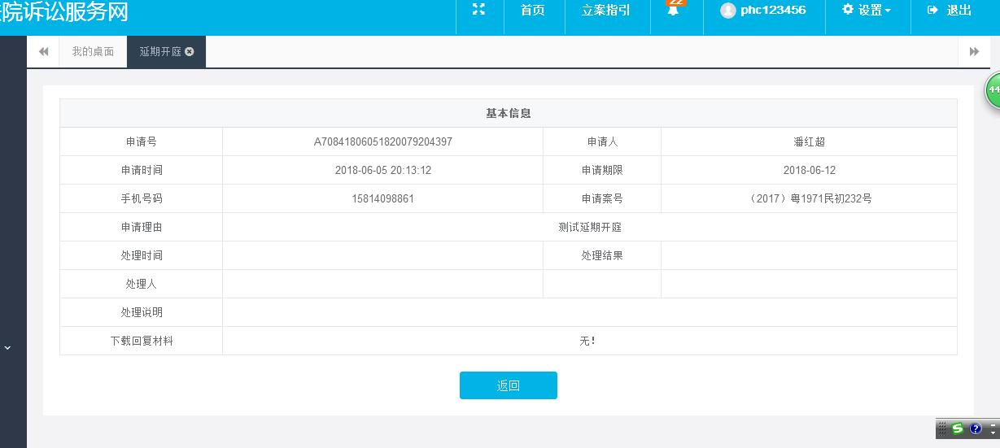 院诉讼服务网
首页
立案指引
22
phc123456
设置
退出
我的桌面
延期开庭
44
基本信息
申请号 A70841806051820079204397 申请人 潘红超
申请时间 2018-06-05 20:13:12 申请期限 2018-06-12
手机号码 15814098861 申请案号 （2017）粤1971民初232号
申请理由 测试延期开庭
处理时间 处理结果
处理人
处理说明
下载回复材料 无！
返回